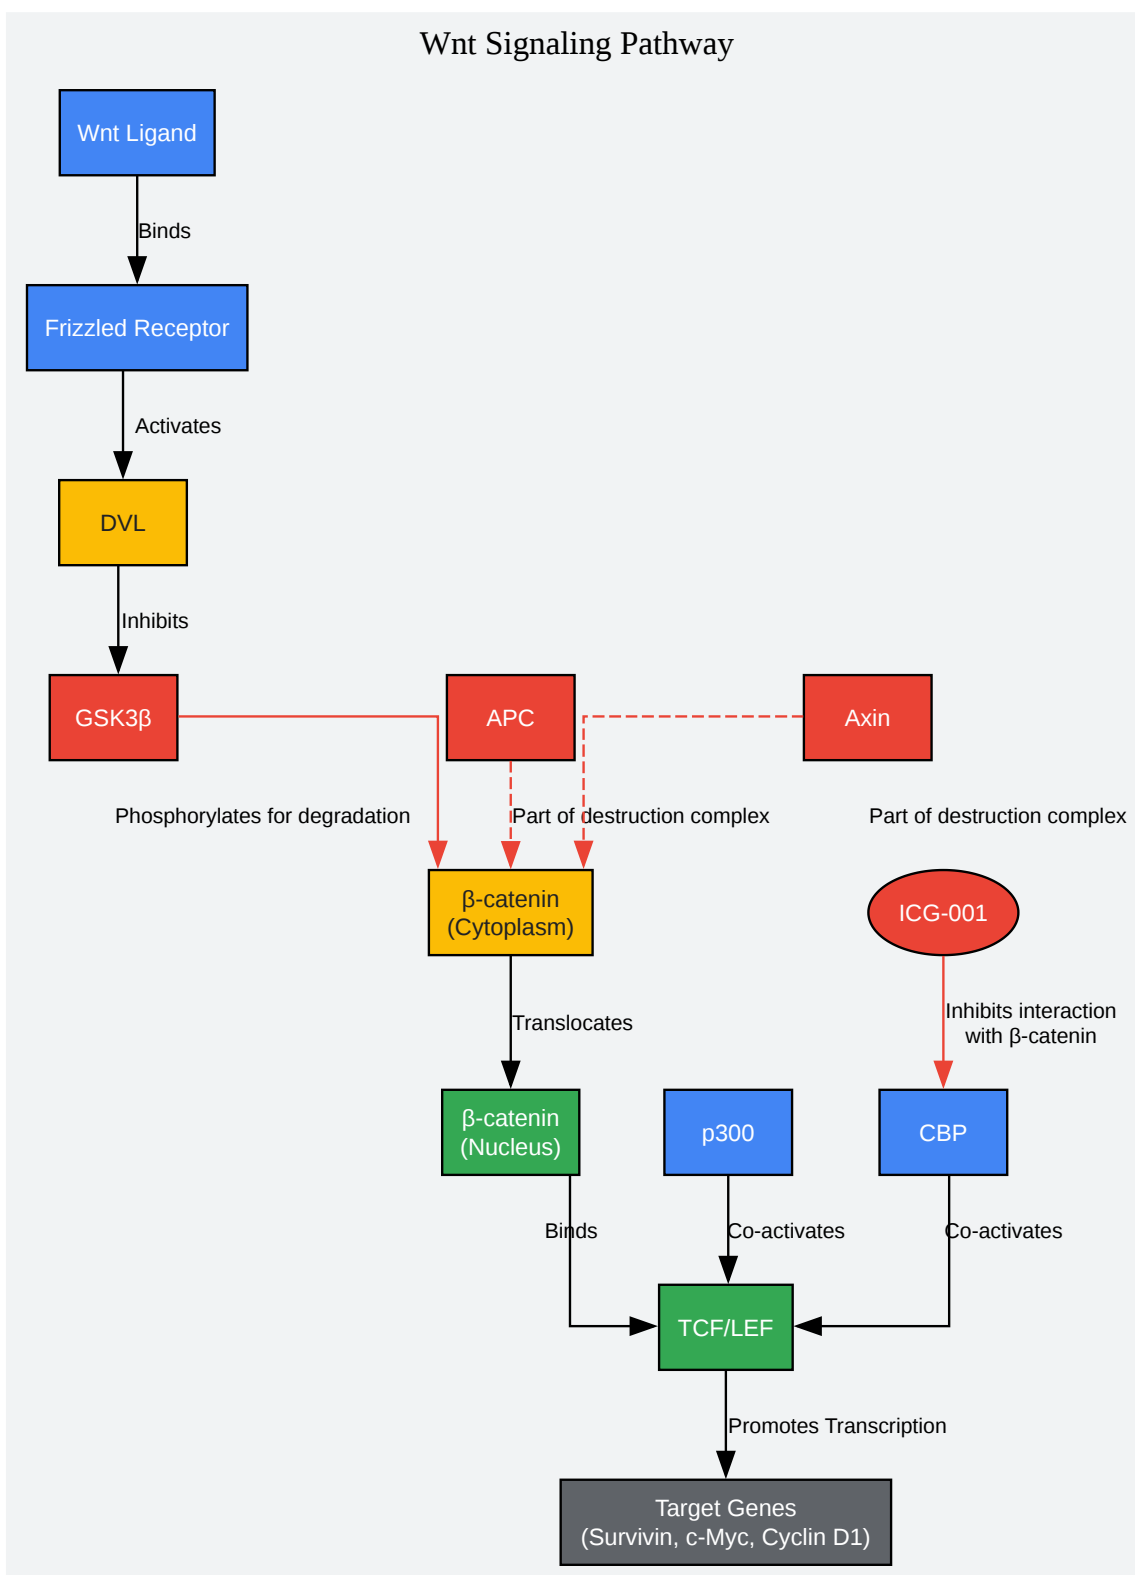 Wnt Signaling Pathway
Wnt Ligand
Binds
Frizzled Receptor
Activates
DVL
Inhibits
GSK3β
APC
Axin
Phosphorylates for degradation
Part of destruction complex
Part of destruction complex
β-catenin
(Cytoplasm)
ICG-001
Translocates
Inhibits interaction
with β-catenin
β-catenin
(Nucleus)
p300
CBP
Binds
Co-activates
Co-activates
TCF/LEF
Promotes Transcription
Target Genes
(Survivin, c-Myc, Cyclin D1)